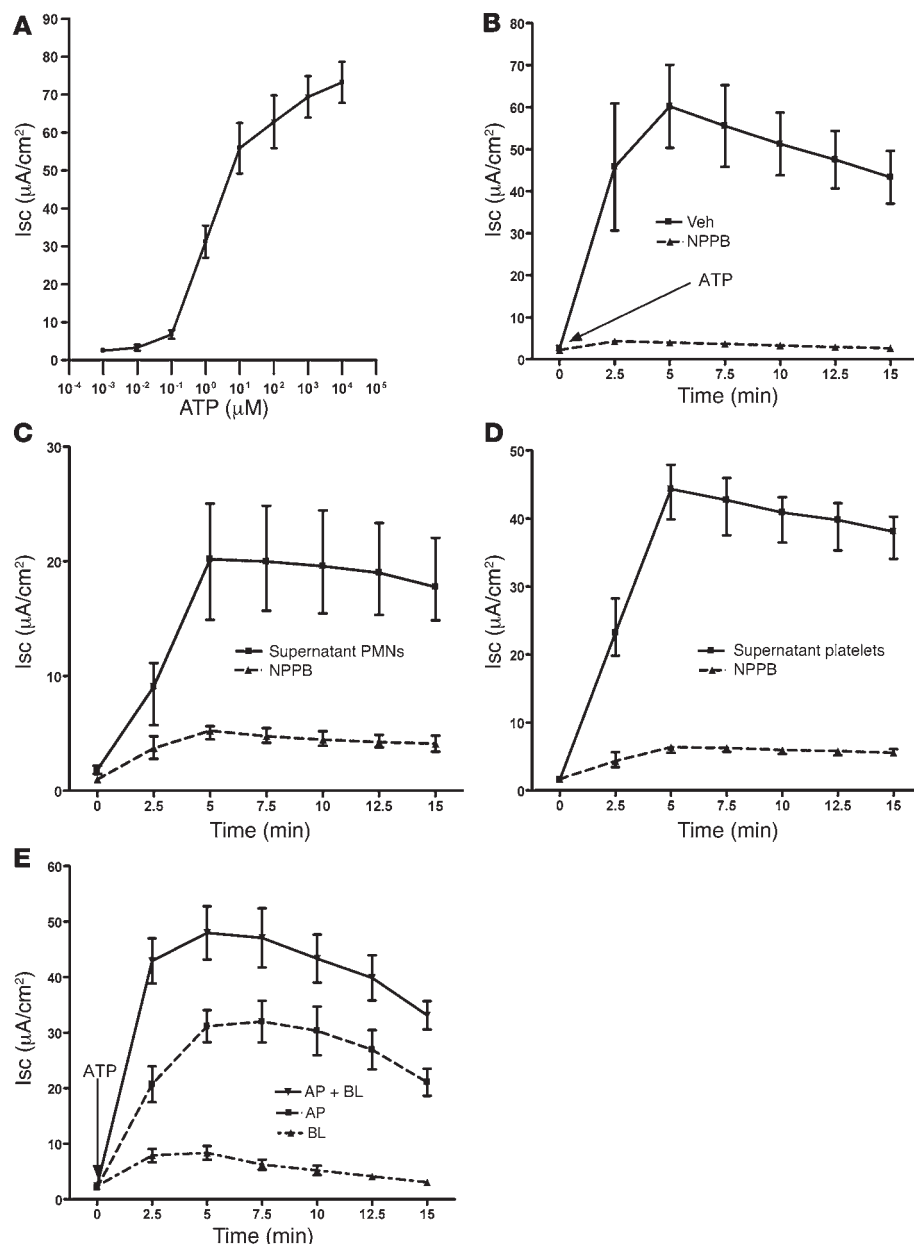 A
90
80
70
60
50
40
30
20
10
0
Isc (μA/cm²)
10⁻⁴ 10⁻³ 10⁻² 10⁻¹ 10⁰ 10¹ 10² 10³ 10⁴ 10⁵
ATP (μM)
B
80
70
60
50
40
30
20
10
0
Isc (μA/cm²)
Veh
NPPB
ATP
0 2.5 5 7.5 10 12.5 15
Time (min)
C
30
20
10
0
Isc (μA/cm²)
Supernatant PMNs
NPPB
0 2.5 5 7.5 10 12.5 15
Time (min)
D
50
40
30
20
10
0
Isc (μA/cm²)
Supernatant platelets
NPPB
0 2.5 5 7.5 10 12.5 15
Time (min)
E
60
50
40
30
20
10
0
Isc (μA/cm²)
ATP
AP + BL
AP
BL
0 2.5 5 7.5 10 12.5 15
Time (min)